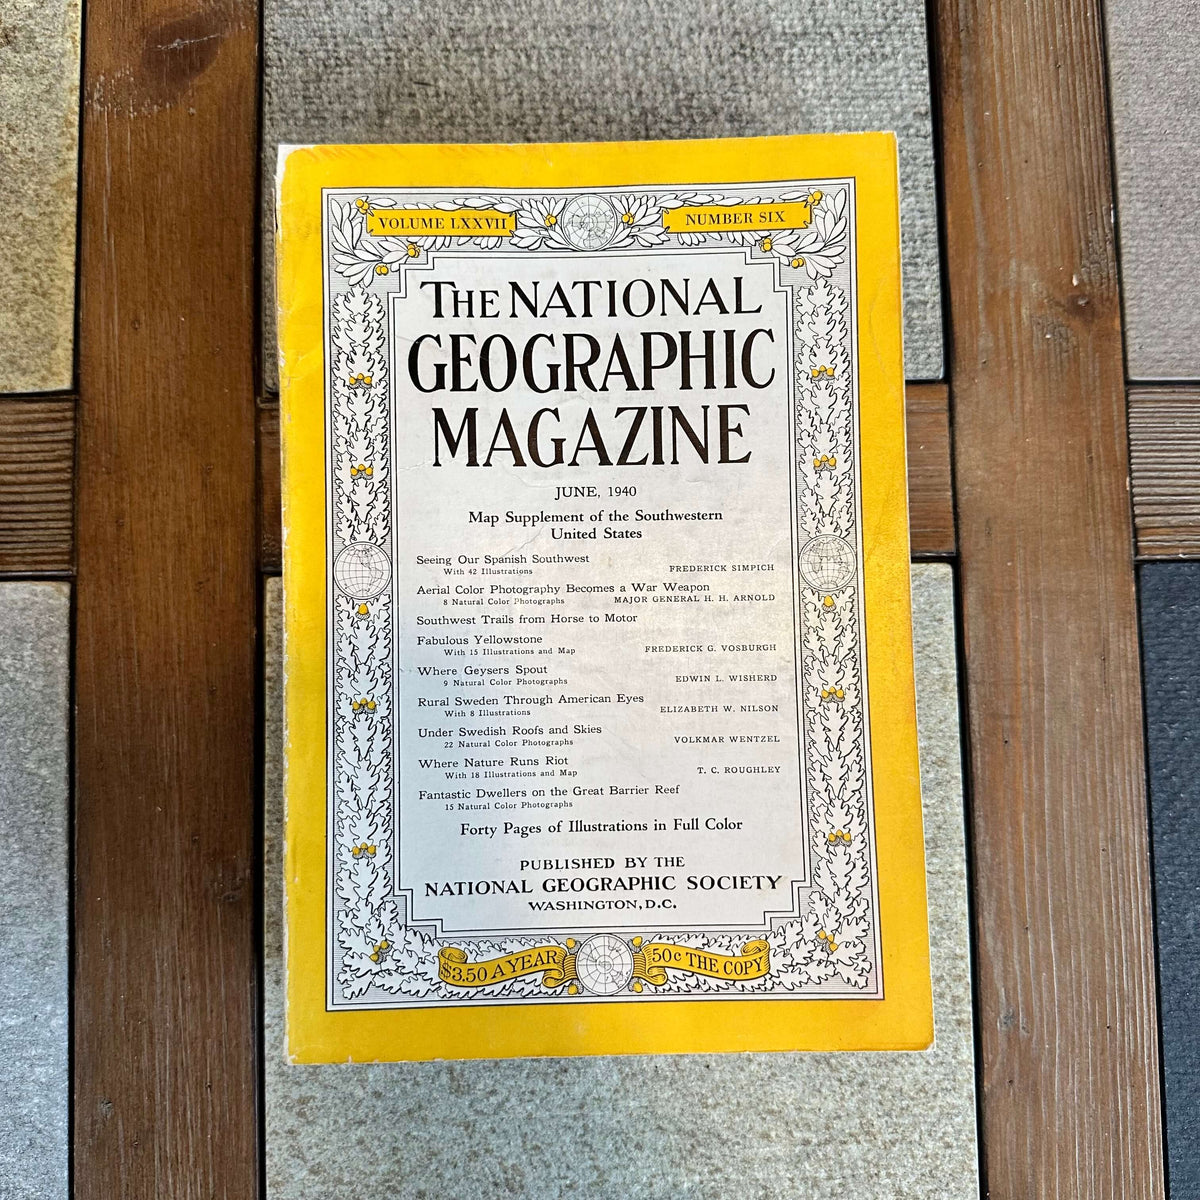 VOLUME LXXVII
NUMBER SIX
THE NATIONAL
GEOGRAPHIC
MAGAZINE
JUNE, 1940
Map Supplement of the Southwestern
United States
Seeing Our Spanish Southwest
With 42 Illustrations FREDERICK SIMPICH
Aerial Color Photography Becomes a War Weapon
8 Natural Color Photographs MAJOR GENERAL H. H. ARNOLD
Southwest Trails from Horse to Motor
Fabulous Yellowstone
With 15 Illustrations and Map FREDERICK G. VOSBURGH
Where Geysers Spout
9 Natural Color Photographs EDWIN L. WISHERD
Rural Sweden Through American Eyes
With 8 Illustrations ELIZABETH W. NILSON
Under Swedish Roofs and Skies
22 Natural Color Photographs VOLKMAR WENTZEL
Where Nature Runs Riot
With 18 Illustrations and Map T. C. ROUGHLEY
Fantastic Dwellers on the Great Barrier Reef
15 Natural Color Photographs
Forty Pages of Illustrations in Full Color
PUBLISHED BY THE
NATIONAL GEOGRAPHIC SOCIETY
WASHINGTON, D.C.
$3.50 A YEAR
50c THE COPY